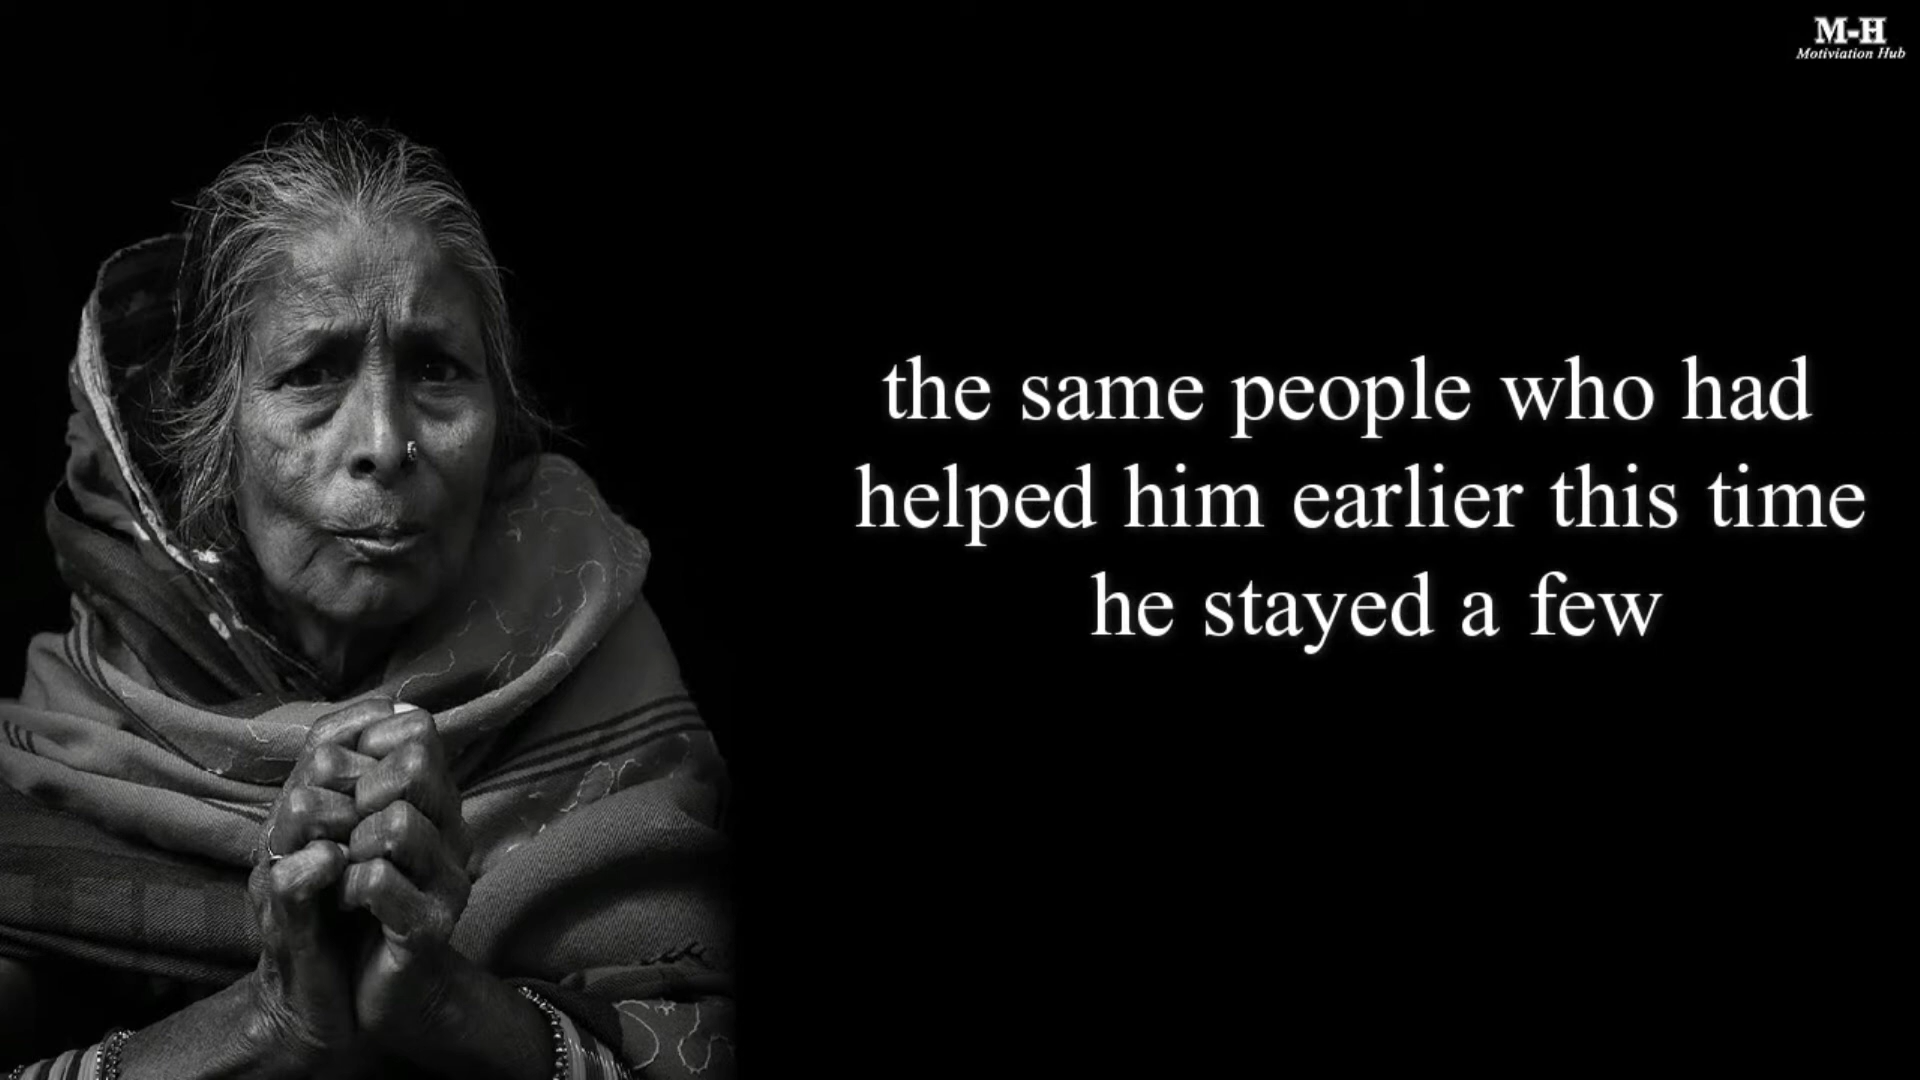 M-H
Motiviation Hub
the same people who had
helped him earlier this time
he stayed a few